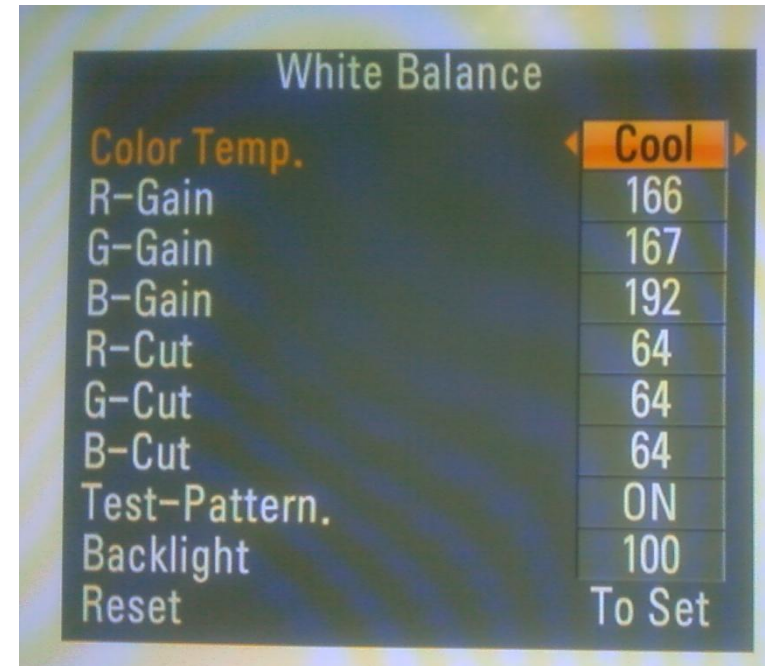 White Balance
Color Temp. Cool
R-Gain 166
G-Gain 167
B-Gain 192
R-Cut 64
G-Cut 64
B-Cut 64
Test-Pattern. ON
Backlight 100
Reset To Set